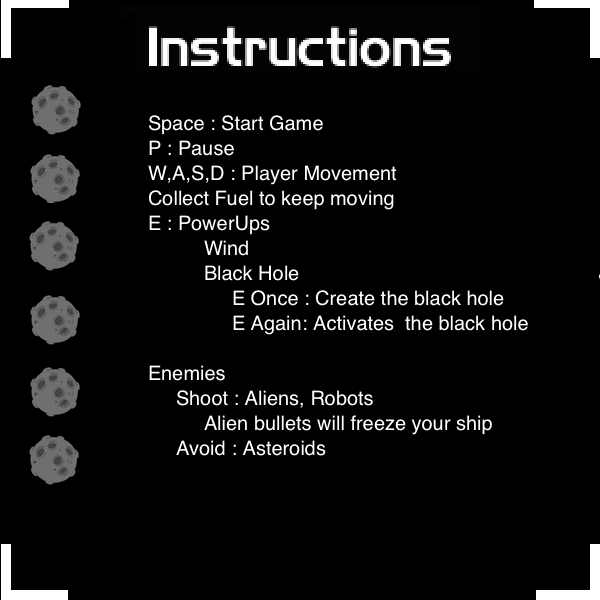 Instructions
Space : Start Game
P : Pause
W,A,S,D : Player Movement
Collect Fuel to keep moving
E : PowerUps
Wind
Black Hole
E Once : Create the black hole
E Again: Activates  the black hole
Enemies
Shoot : Aliens, Robots
Alien bullets will freeze your ship
Avoid : Asteroids